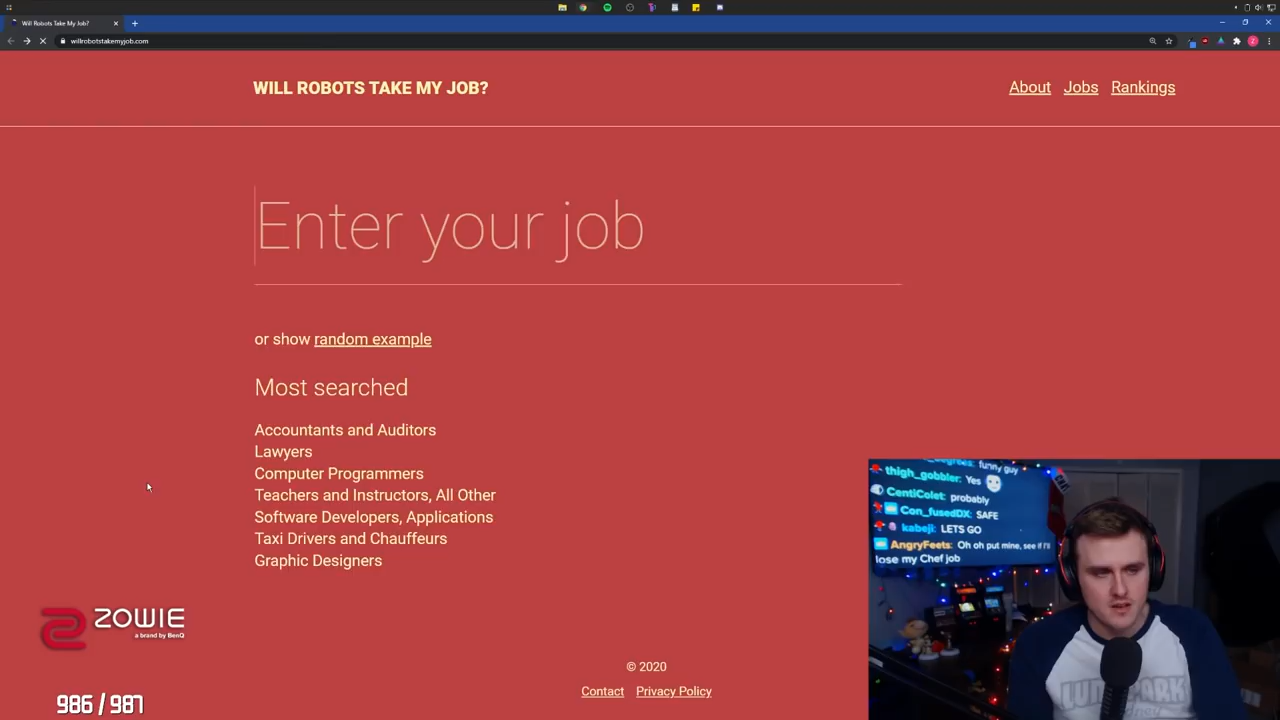 Will Robots Take My Job?
willrobotstakemyjob.com
WILL ROBOTS TAKE MY JOB?
About Jobs Rankings
Enter your job
or show random example
Most searched
Accountants and Auditors
Lawyers
Computer Programmers
Teachers and Instructors, All Other
Software Developers, Applications
Taxi Drivers and Chauffeurs
Graphic Designers
funny guy
thigh_gobbler: Yes
CentiColet: probably
Con_fusedDX: SAFE
kabeji: LETS GO
AngryFeets: Oh oh put mine, see if I'll
lose my Chef job
ZOWIE
a brand by BenQ
986 / 987
© 2020
Contact Privacy Policy